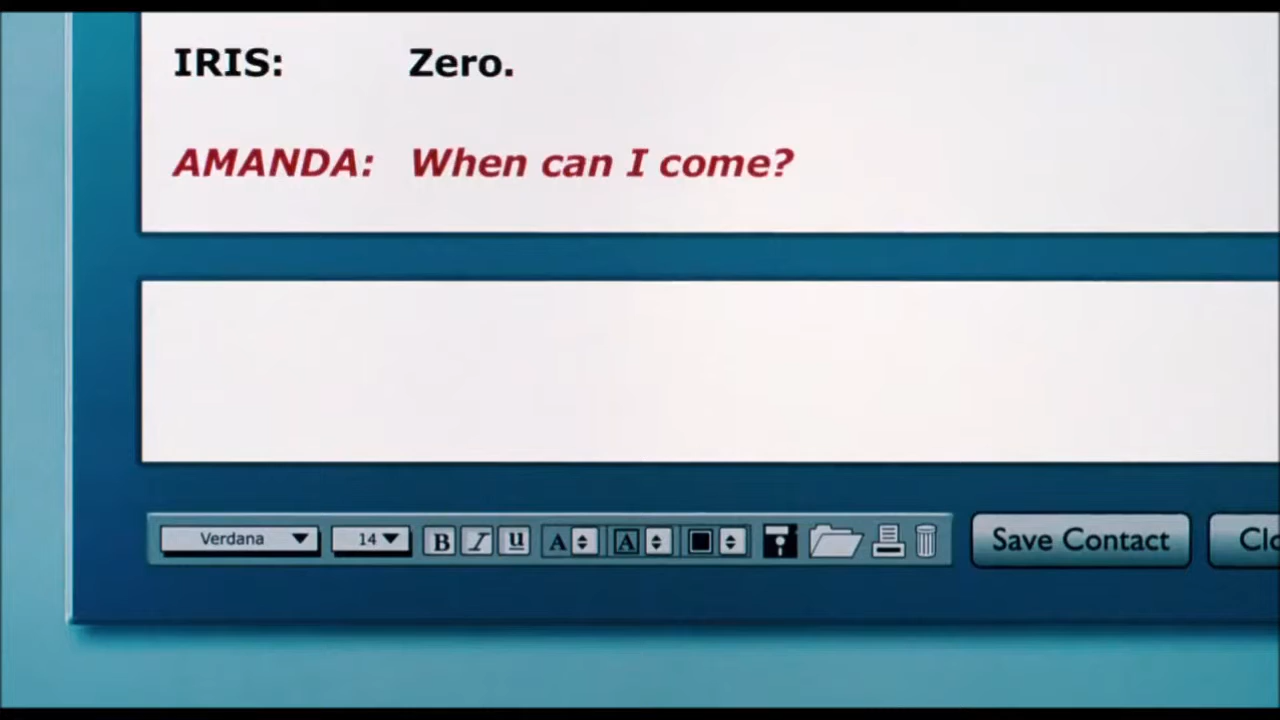 IRIS: Zero.
AMANDA: When can I come?
Verdana 14 B I U A A Save Contact